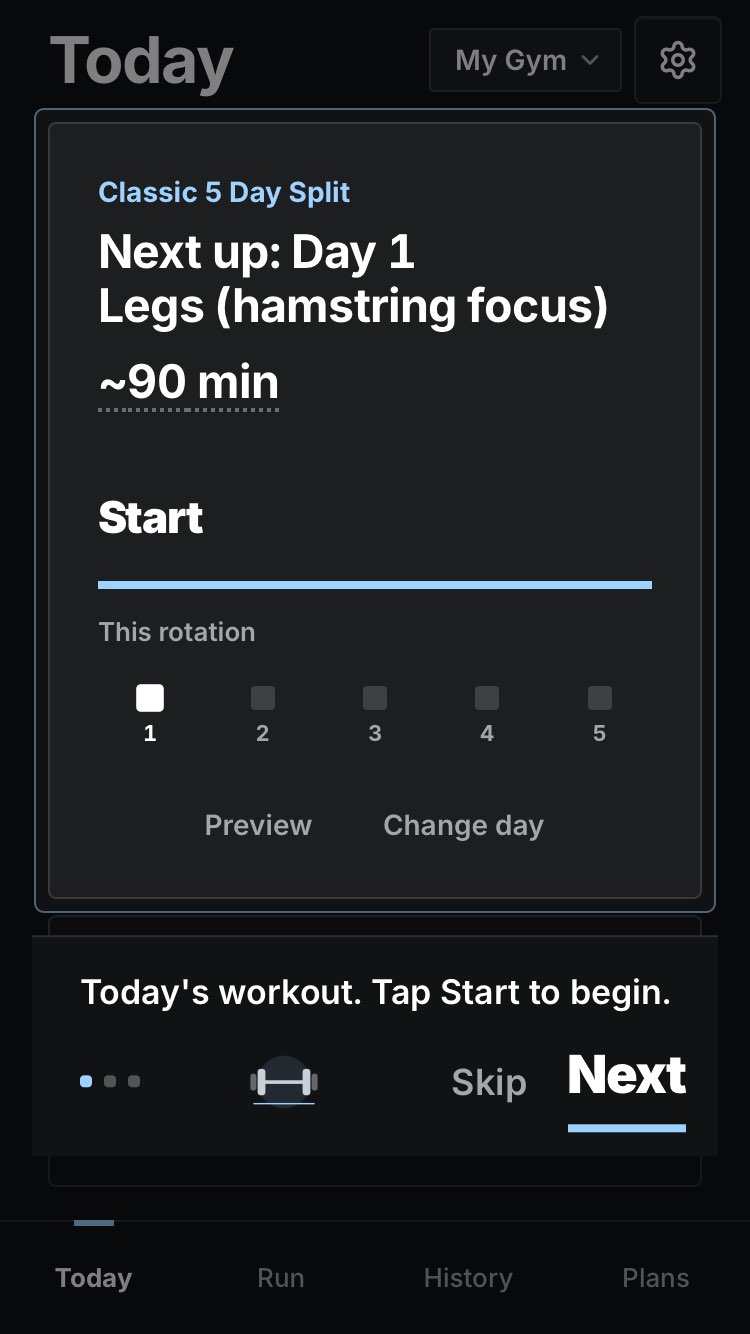 Today
My Gym
Classic 5 Day Split
Next up: Day 1
Legs (hamstring focus)
~90 min
Start
This rotation
1 2 3 4 5
Preview Change day
Today's workout. Tap Start to begin.
Skip Next
Today Run History Plans